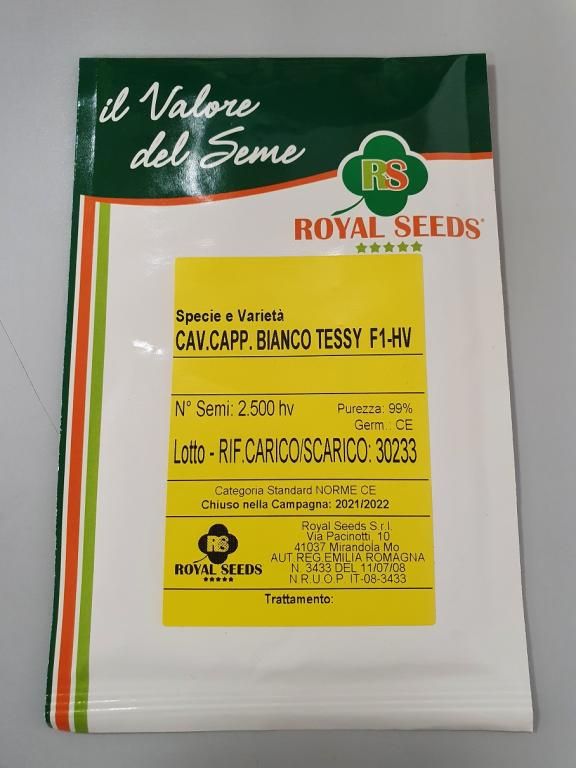 il Valore
del Seme
RS
ROYAL SEEDS®
Specie e Varietà
CAV.CAPP. BIANCO TESSY F1-HV
N° Semi: 2.500 hv
Purezza: 99%
Germ.: CE
Lotto - RIF.CARICO/SCARICO: 30233
Categoria Standard NORME CE
Chiuso nella Campagna: 2021/2022
RS
ROYAL SEEDS
Royal Seeds S.r.l.
Via Pacinotti, 10
41037 Mirandola Mo
AUT.REG.EMILIA ROMAGNA
N. 3433 DEL 11/07/08
N.R.U.O.P. IT-08-3433
Trattamento: